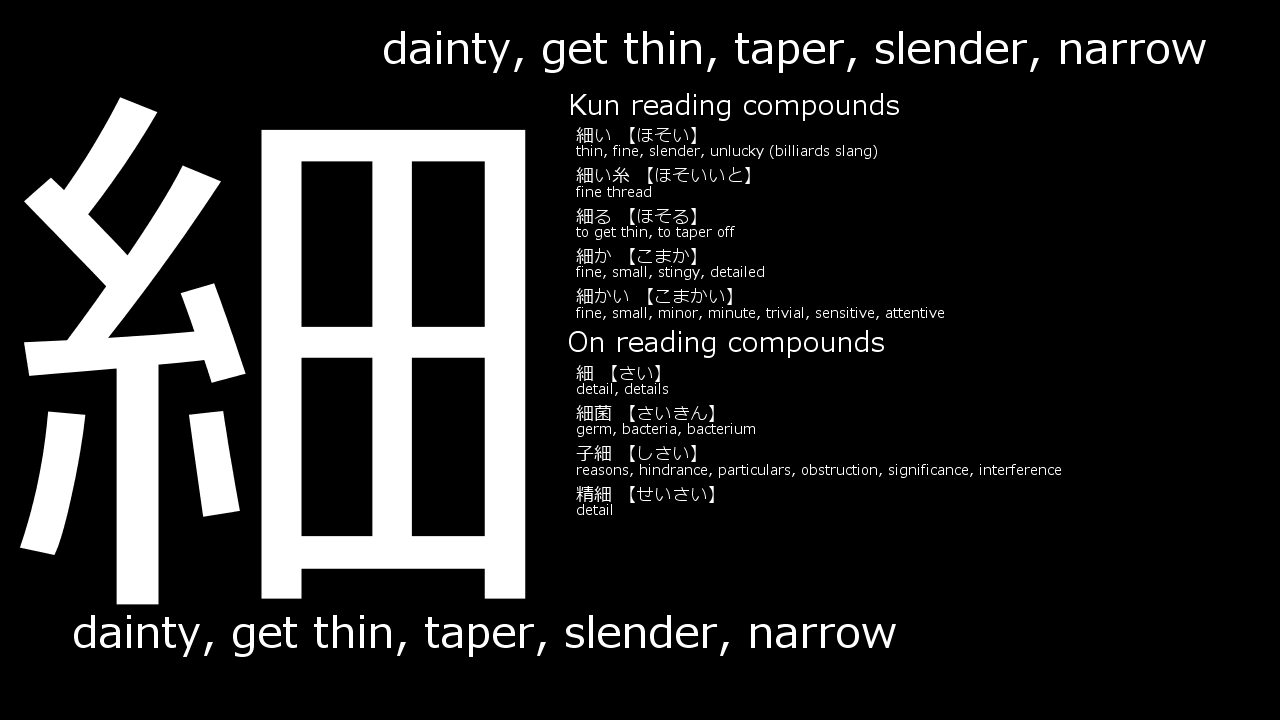 dainty, get thin, taper, slender, narrow
細
Kun reading compounds
細い 【ほそい】
thin, fine, slender, unlucky (billiards slang)
細い糸 【ほそいいと】
fine thread
細る 【ほそる】
to get thin, to taper off
細か 【こまか】
fine, small, stingy, detailed
細かい 【こまかい】
fine, small, minor, minute, trivial, sensitive, attentive
On reading compounds
細 【さい】
detail, details
細菌 【さいきん】
germ, bacteria, bacterium
子細 【しさい】
reasons, hindrance, particulars, obstruction, significance, interference
精細 【せいさい】
detail
dainty, get thin, taper, slender, narrow